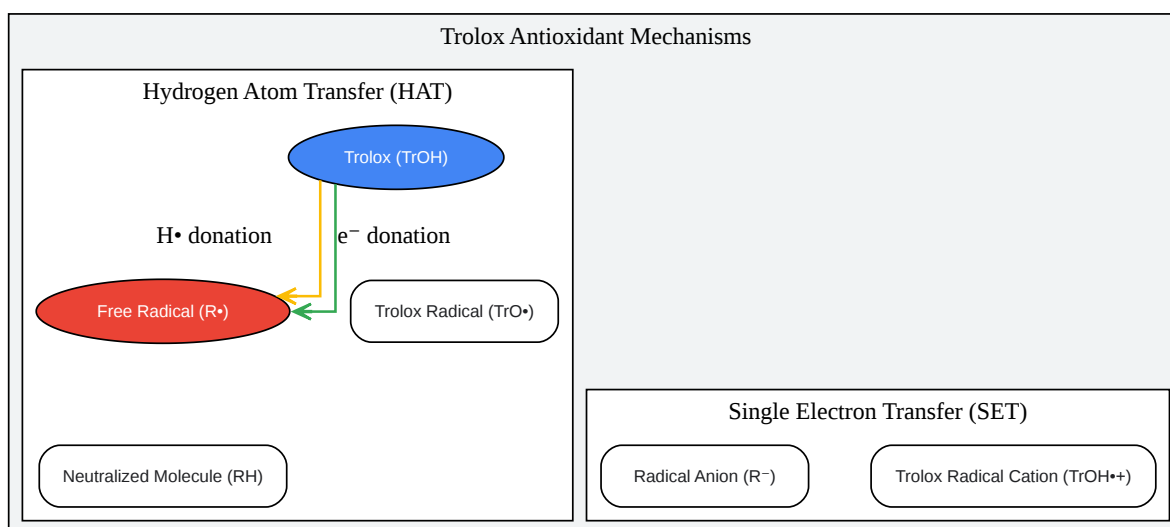 Trolox Antioxidant Mechanisms
Hydrogen Atom Transfer (HAT)
Trolox (TrOH)
H• donation
e⁻ donation
Free Radical (R•)
Trolox Radical (TrO•)
Neutralized Molecule (RH)
Single Electron Transfer (SET)
Radical Anion (R⁻)
Trolox Radical Cation (TrOH•+)